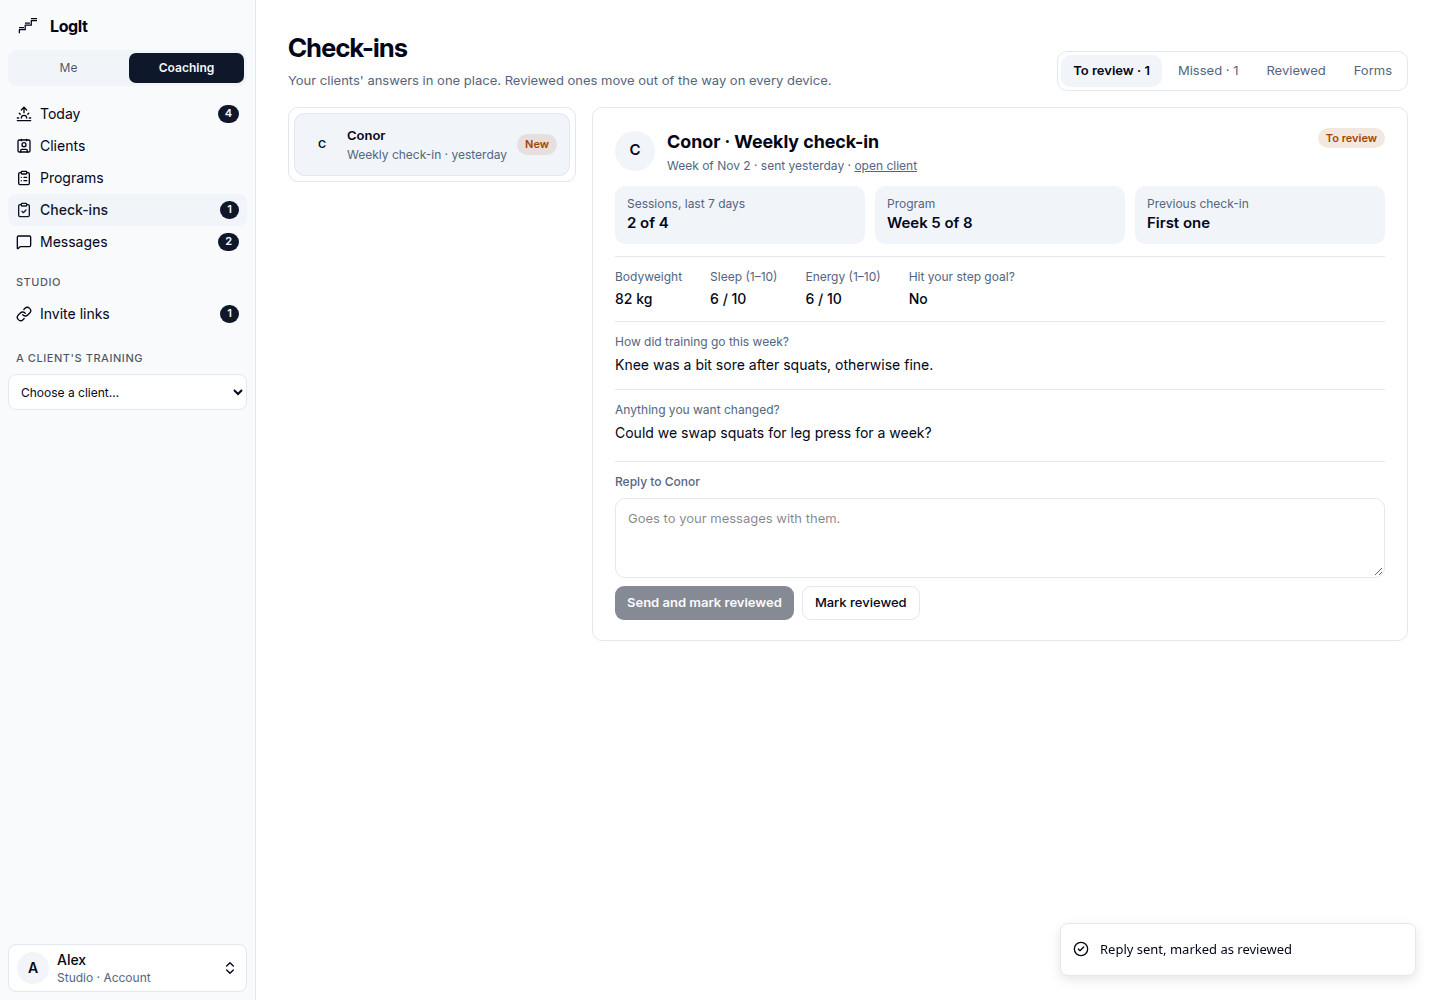 LogIt
Me
Coaching
Today
4
Clients
Programs
Check-ins
1
Messages
2
STUDIO
Invite links
1
A CLIENT'S TRAINING
Choose a client...
Alex
Studio · Account
A
Check-ins
Your clients' answers in one place. Reviewed ones move out of the way on every device.
To review · 1
Missed · 1
Reviewed
Forms
C
Conor
Weekly check-in · yesterday
New
C
Conor · Weekly check-in
Week of Nov 2 · sent yesterday · open client
To review
Sessions, last 7 days
2 of 4
Program
Week 5 of 8
Previous check-in
First one
Bodyweight
82 kg
Sleep (1–10)
6 / 10
Energy (1–10)
6 / 10
Hit your step goal?
No
How did training go this week?
Knee was a bit sore after squats, otherwise fine.
Anything you want changed?
Could we swap squats for leg press for a week?
Reply to Conor
Goes to your messages with them.
Send and mark reviewed
Mark reviewed
Reply sent, marked as reviewed